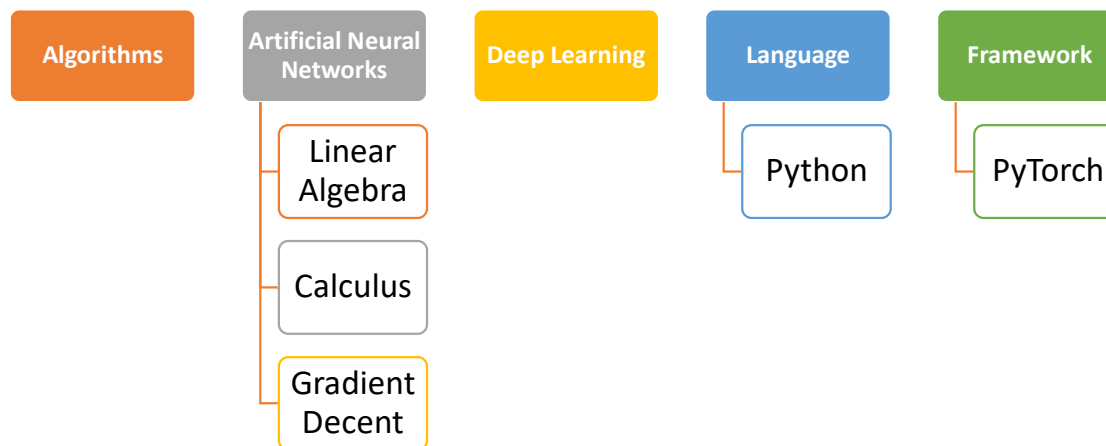 Algorithms
Artificial Neural
Networks
Deep Learning
Language
Framework
Linear
Algebra
Python
PyTorch
Calculus
Gradient
Decent